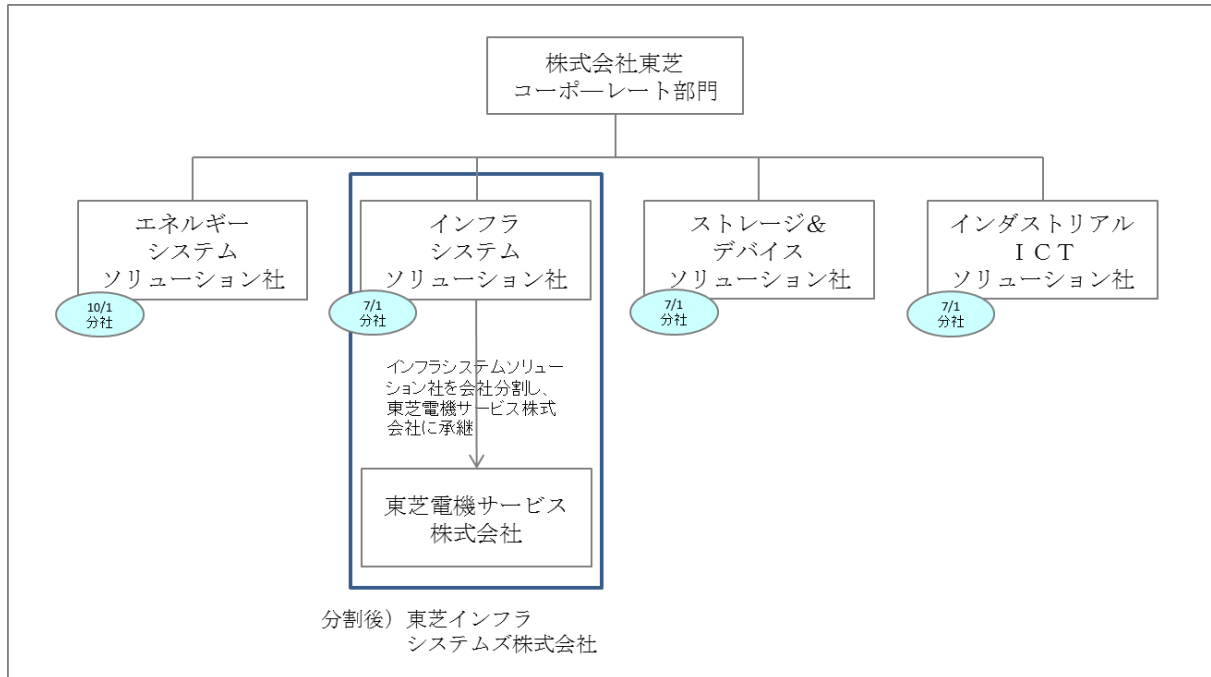 株式会社東芝
コーポーレート部門
エネルギー
システム
ソリューション社
10/1
分社
インフラ
システム
ソリューション社
7/1
分社
ストレージ&
デバイス
ソリューション社
7/1
分社
インダストリアル
ＩＣＴ
ソリューション社
7/1
分社
インフラシステムソリュー
ション社を会社分割し、
東芝電機サービス株式
会社に承継
東芝電機サービス
株式会社
分割後）東芝インフラ
システムズ株式会社